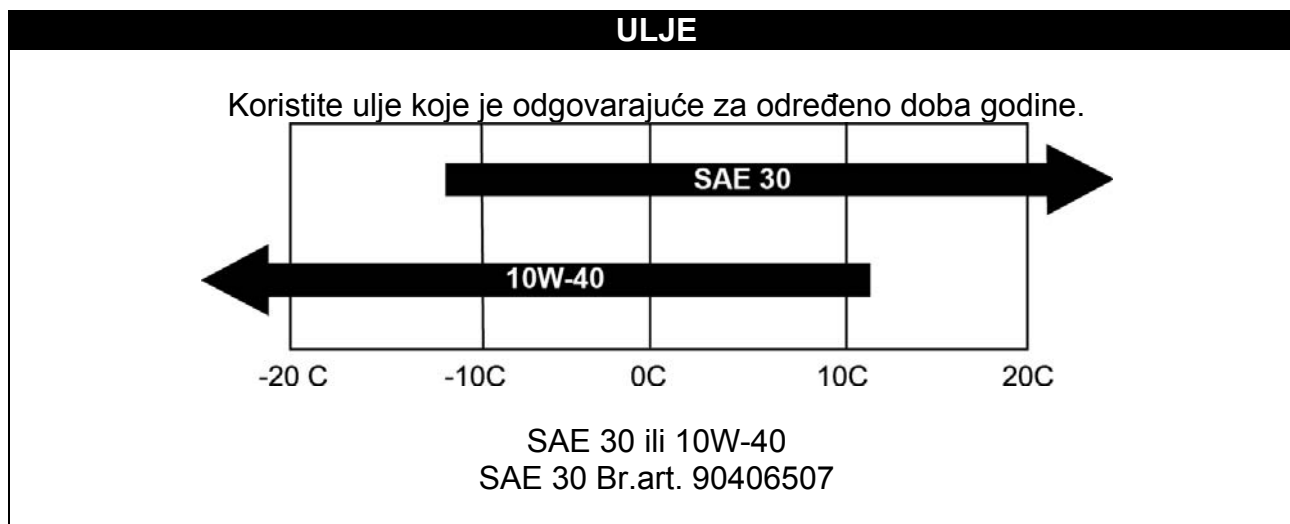 ULJE
Koristite ulje koje je odgovarajuće za određeno doba godine.
SAE 30
10W-40
-20 C -10C 0C 10C 20C
SAE 30 ili 10W-40
SAE 30 Br.art. 90406507